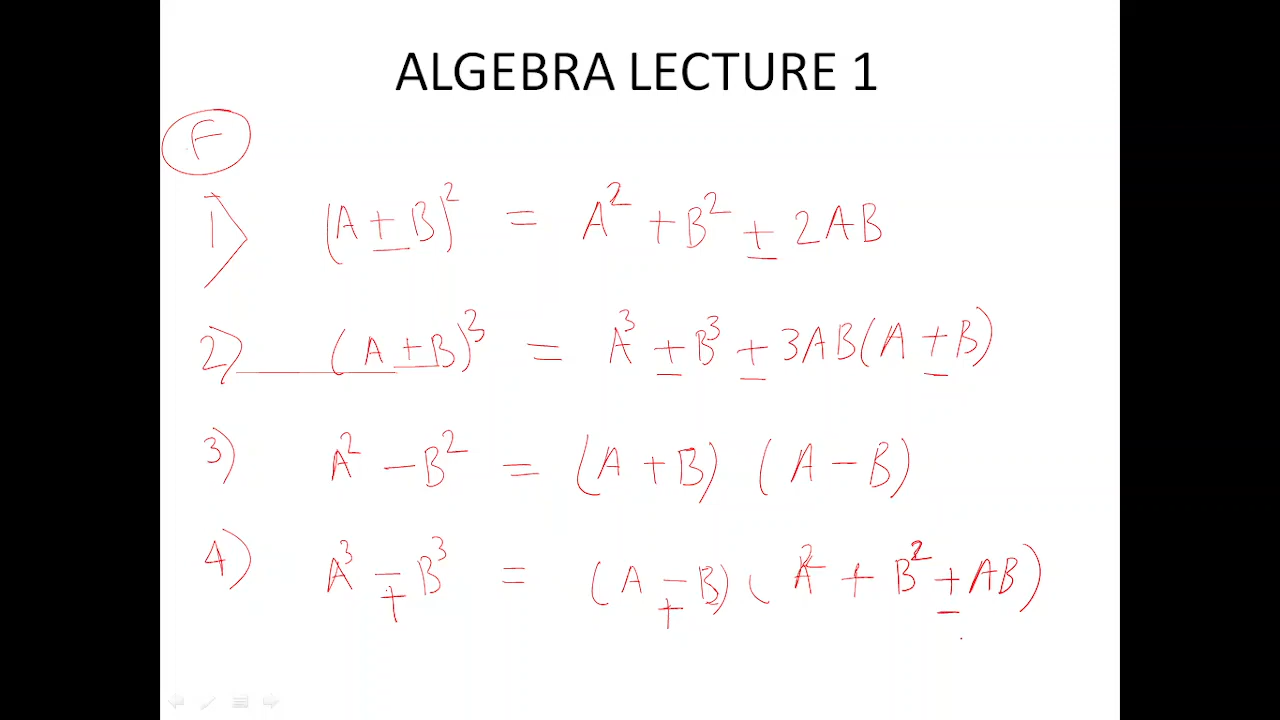 ALGEBRA LECTURE 1
F
1) (A ± B)² = A² + B² ± 2AB
2) (A ± B)³ = A³ ± B³ ± 3AB(A ± B)
3) A² − B² = (A + B) (A − B)
4) A³ ∓ B³ = (A ∓ B) (A² + B² ± AB)